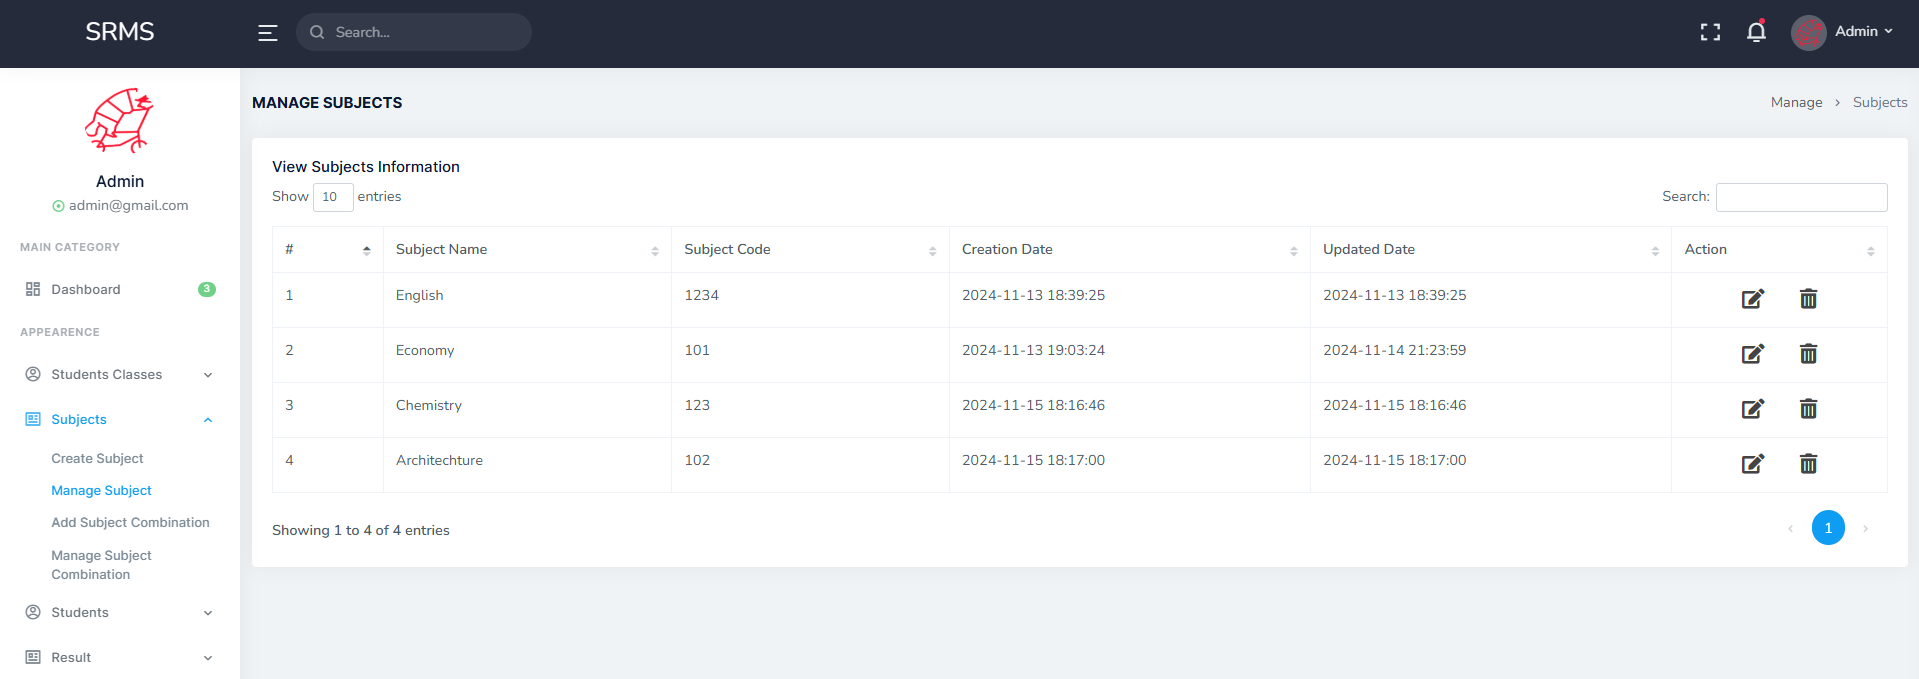 SRMS
Search...
Admin
Admin
admin@gmail.com
MAIN CATEGORY
Dashboard 3
APPEARENCE
Students Classes
Subjects
Create Subject
Manage Subject
Add Subject Combination
Manage Subject
Combination
Students
Result
MANAGE SUBJECTS
Manage > Subjects
View Subjects Information
Show 10 entries Search:
# Subject Name Subject Code Creation Date Updated Date Action
1 English 1234 2024-11-13 18:39:25 2024-11-13 18:39:25
2 Economy 101 2024-11-13 19:03:24 2024-11-14 21:23:59
3 Chemistry 123 2024-11-15 18:16:46 2024-11-15 18:16:46
4 Architechture 102 2024-11-15 18:17:00 2024-11-15 18:17:00
Showing 1 to 4 of 4 entries
‹ 1 ›